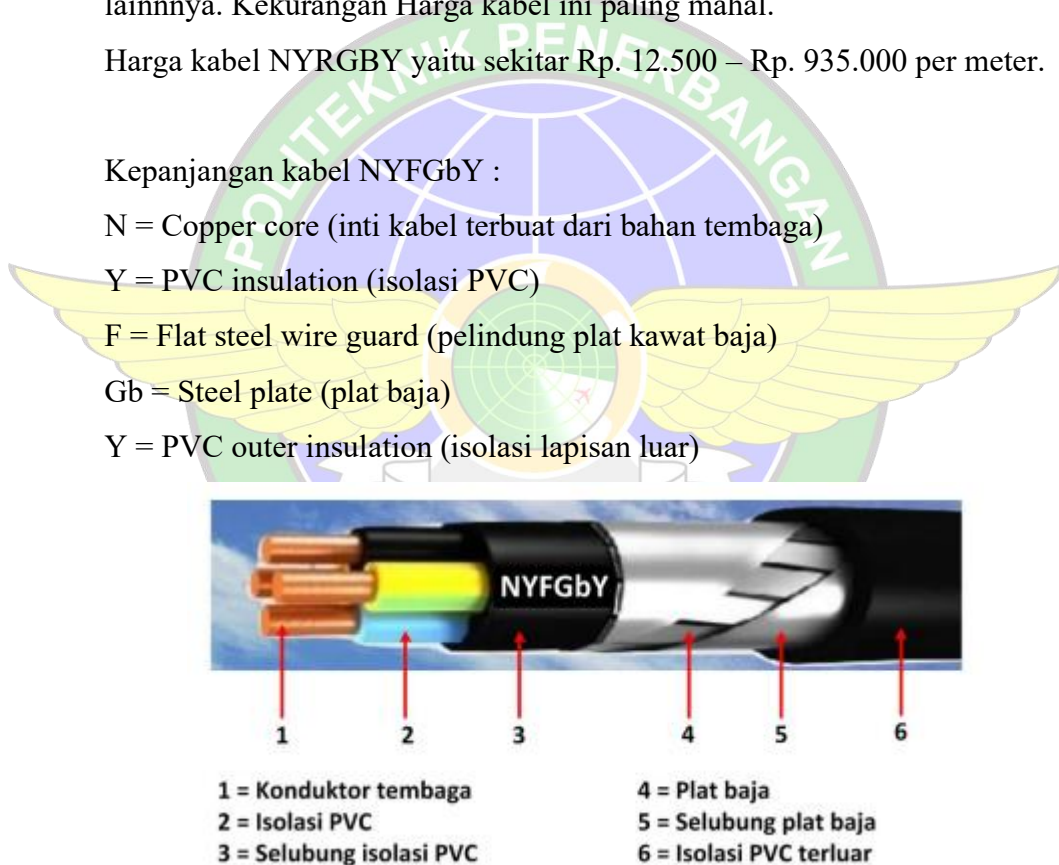 lainnnya. Kekurangan Harga kabel ini paling mahal.
Harga kabel NYRGBY yaitu sekitar Rp. 12.500 – Rp. 935.000 per meter.
POLITEKNIK PENERBANGAN
Kepanjangan kabel NYFGbY :
N = Copper core (inti kabel terbuat dari bahan tembaga)
Y = PVC insulation (isolasi PVC)
F = Flat steel wire guard (pelindung plat kawat baja)
Gb = Steel plate (plat baja)
Y = PVC outer insulation (isolasi lapisan luar)
NYFGbY
1 2 3 4 5 6
1 = Konduktor tembaga
2 = Isolasi PVC
3 = Selubung isolasi PVC
4 = Plat baja
5 = Selubung plat baja
6 = Isolasi PVC terluar